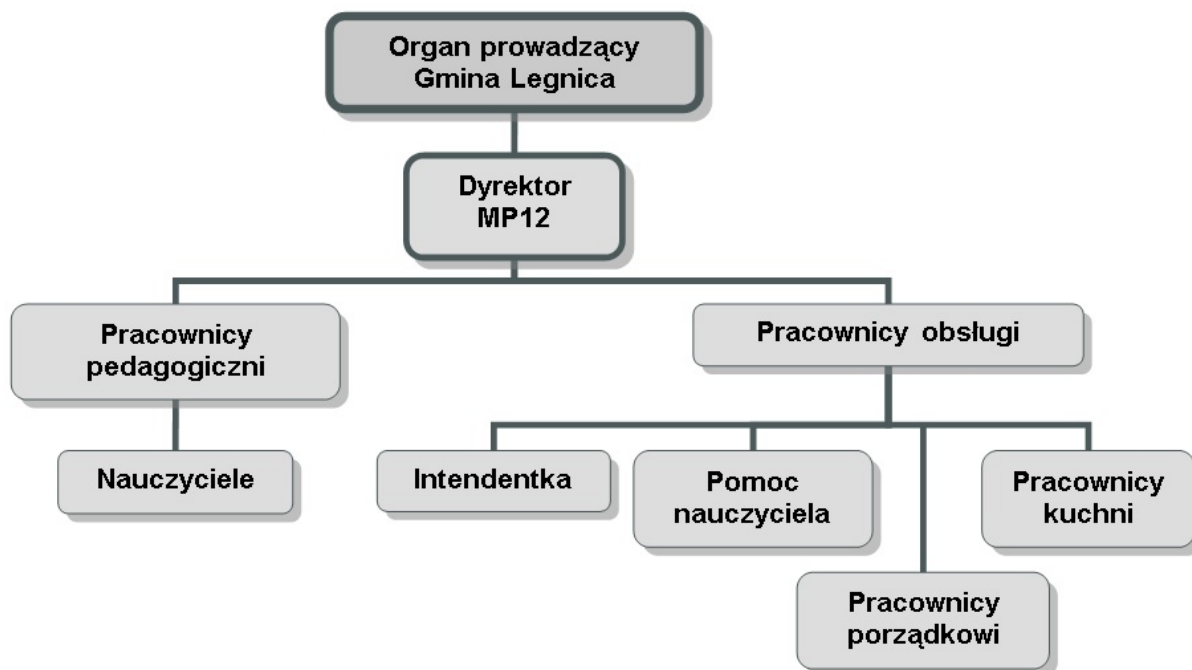 Organ prowadzący
Gmina Legnica
Dyrektor
MP12
Pracownicy
pedagogiczni
Pracownicy obsługi
Nauczyciele
Intendentka
Pomoc
nauczyciela
Pracownicy
kuchni
Pracownicy
porządkowi